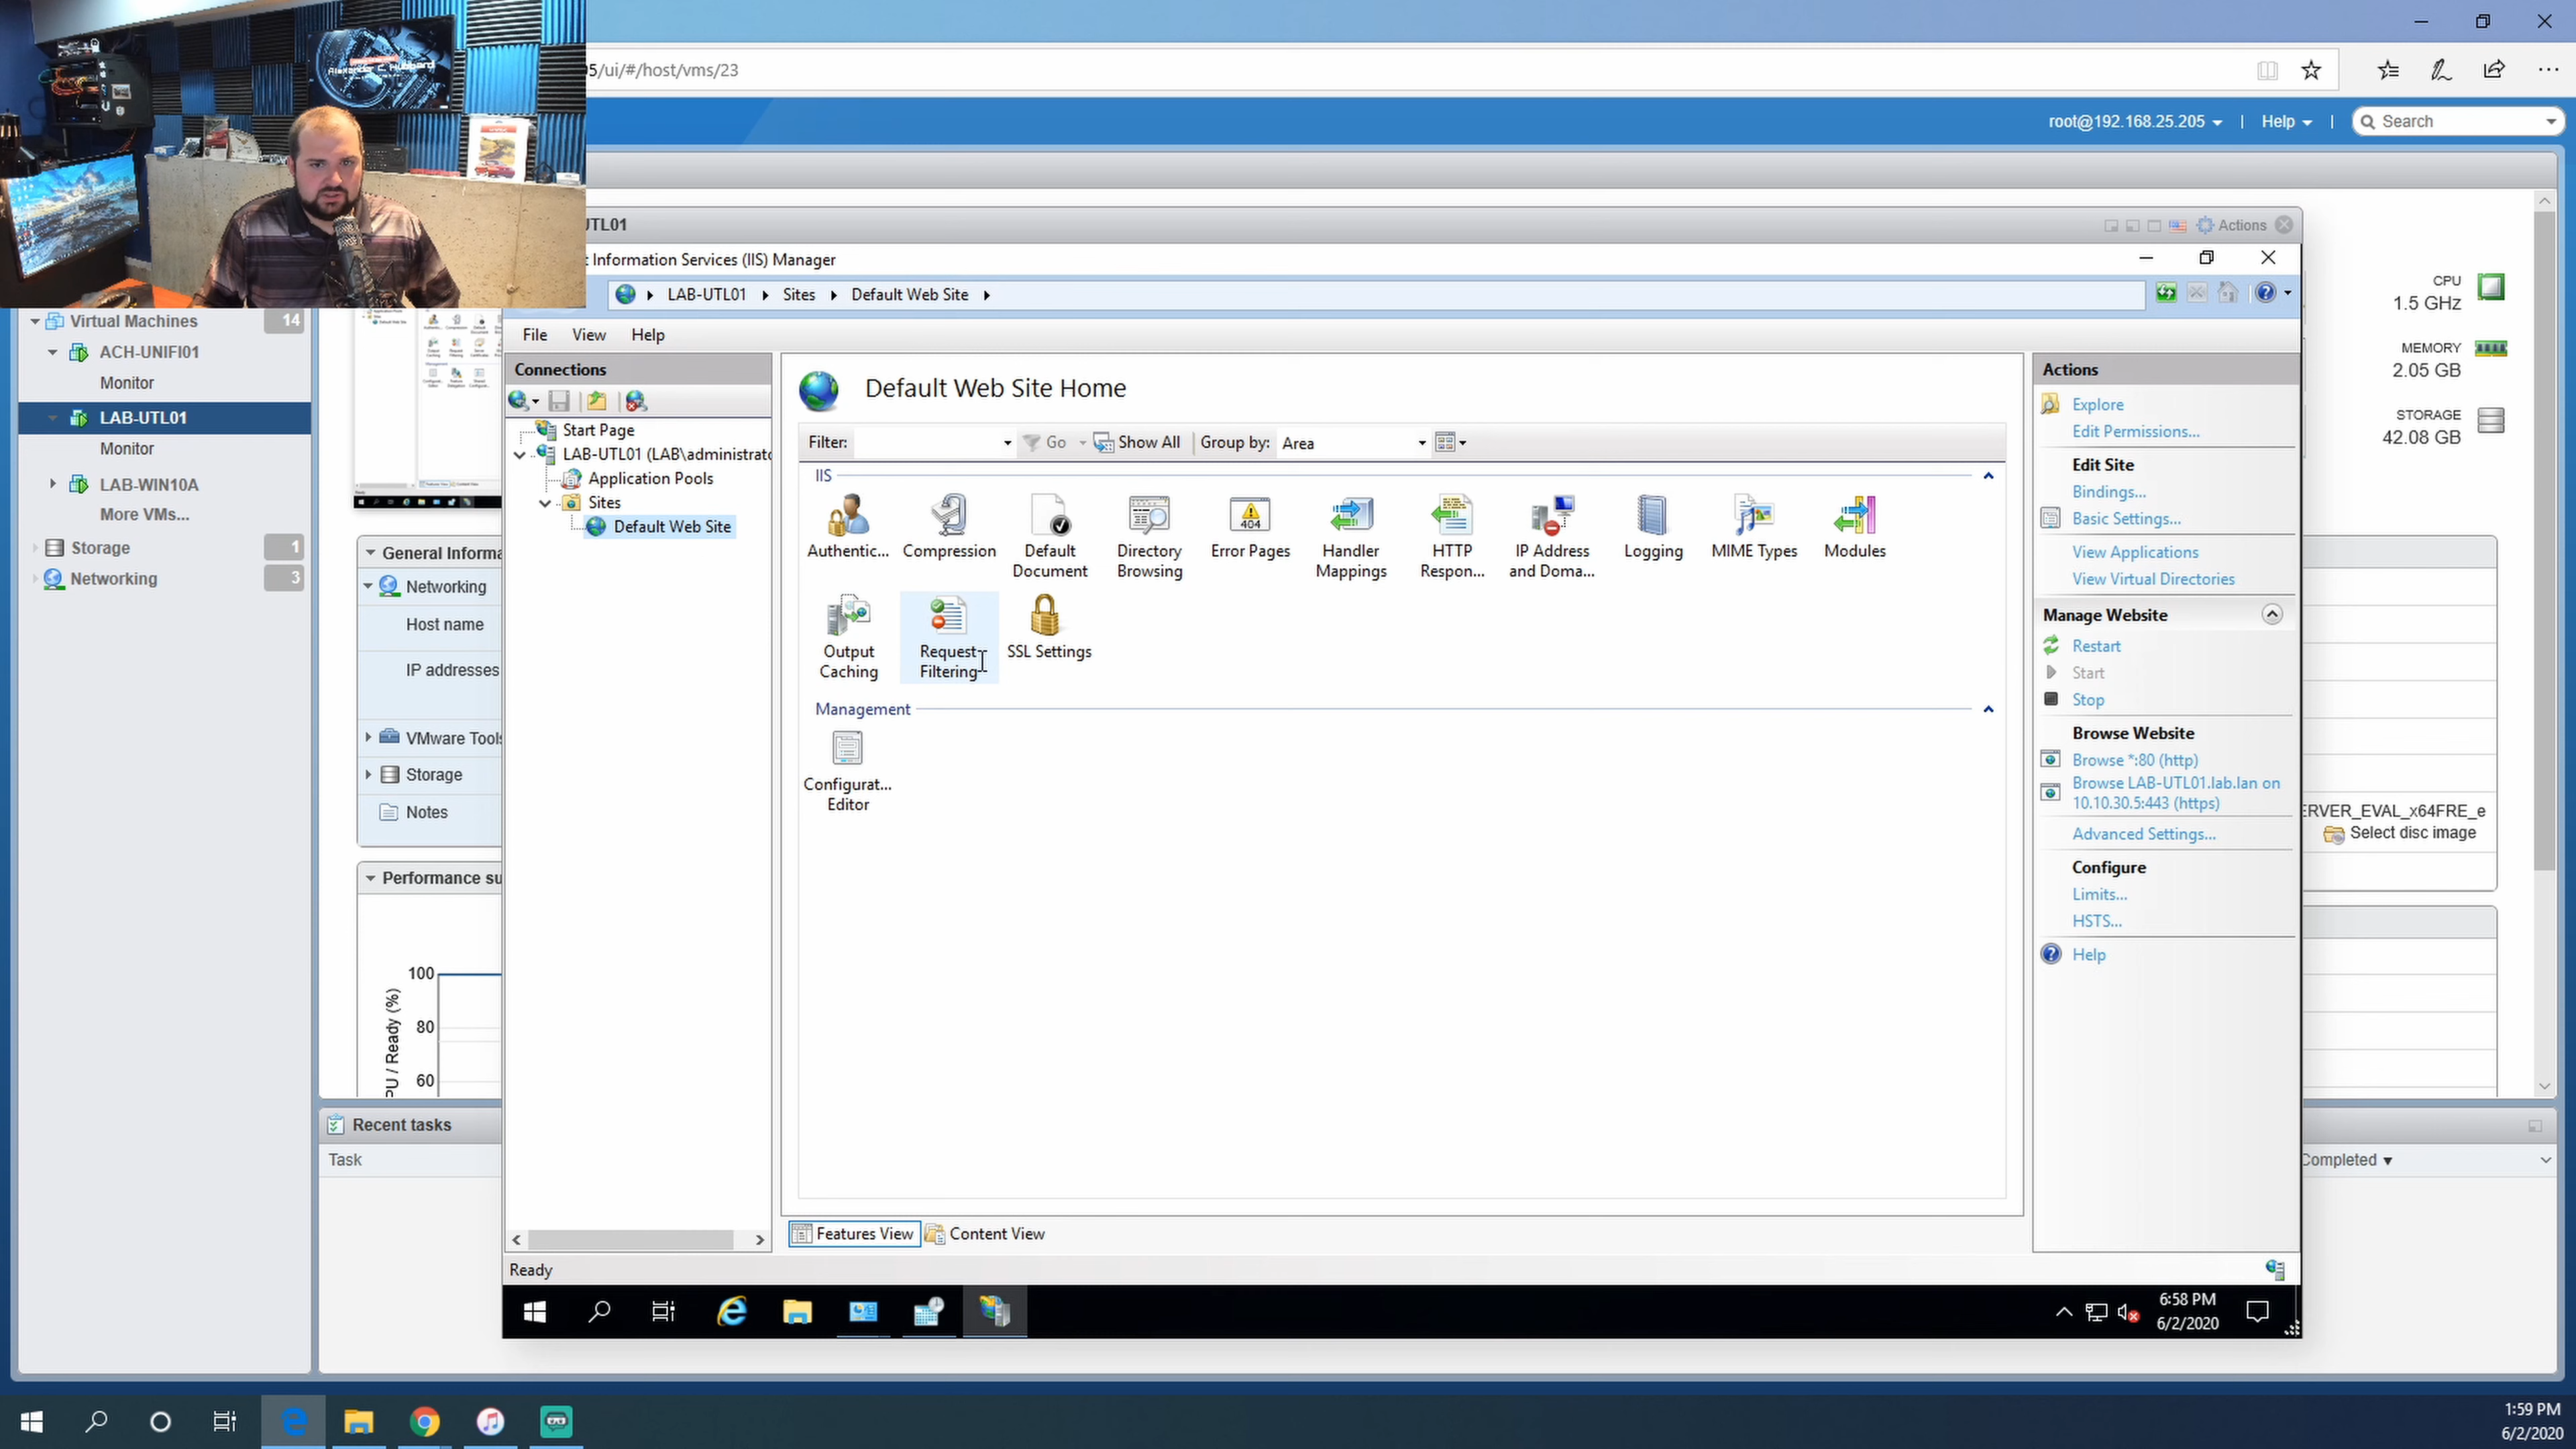 Alexander C. Hubbard
5/ui/#/host/vms/23
root@192.168.25.205
Help
Search
TL01
Actions
Information Services (IIS) Manager
LAB-UTL01
Sites
Default Web Site
CPU
1.5 GHz
MEMORY
2.05 GB
STORAGE
42.08 GB
Virtual Machines
14
ACH-UNIFI01
Monitor
LAB-UTL01
Monitor
LAB-WIN10A
More VMs...
Storage
1
Networking
3
General Informa
Networking
Host name
IP addresses
VMware Tools
Storage
Notes
Performance su
100
80
60
PU / Ready (%)
File
View
Help
Connections
Start Page
LAB-UTL01 (LAB\administrato
Application Pools
Sites
Default Web Site
Default Web Site Home
Filter:
Go
Show All
Group by:
Area
IIS
Authentic...
Compression
Default
Document
Directory
Browsing
Error Pages
404
Handler
Mappings
HTTP
Respon...
IP Address
and Doma...
Logging
MIME Types
Modules
Output
Caching
Request
Filtering
SSL Settings
Management
Configurat...
Editor
Features View
Content View
Ready
Actions
Explore
Edit Permissions...
Edit Site
Bindings...
Basic Settings...
View Applications
View Virtual Directories
Manage Website
Restart
Start
Stop
Browse Website
Browse *:80 (http)
Browse LAB-UTL01.lab.lan on
10.10.30.5:443 (https)
Advanced Settings...
Configure
Limits...
HSTS...
Help
ERVER_EVAL_x64FRE_e
Select disc image
Recent tasks
Task
Completed
6:58 PM
6/2/2020
1:59 PM
6/2/2020